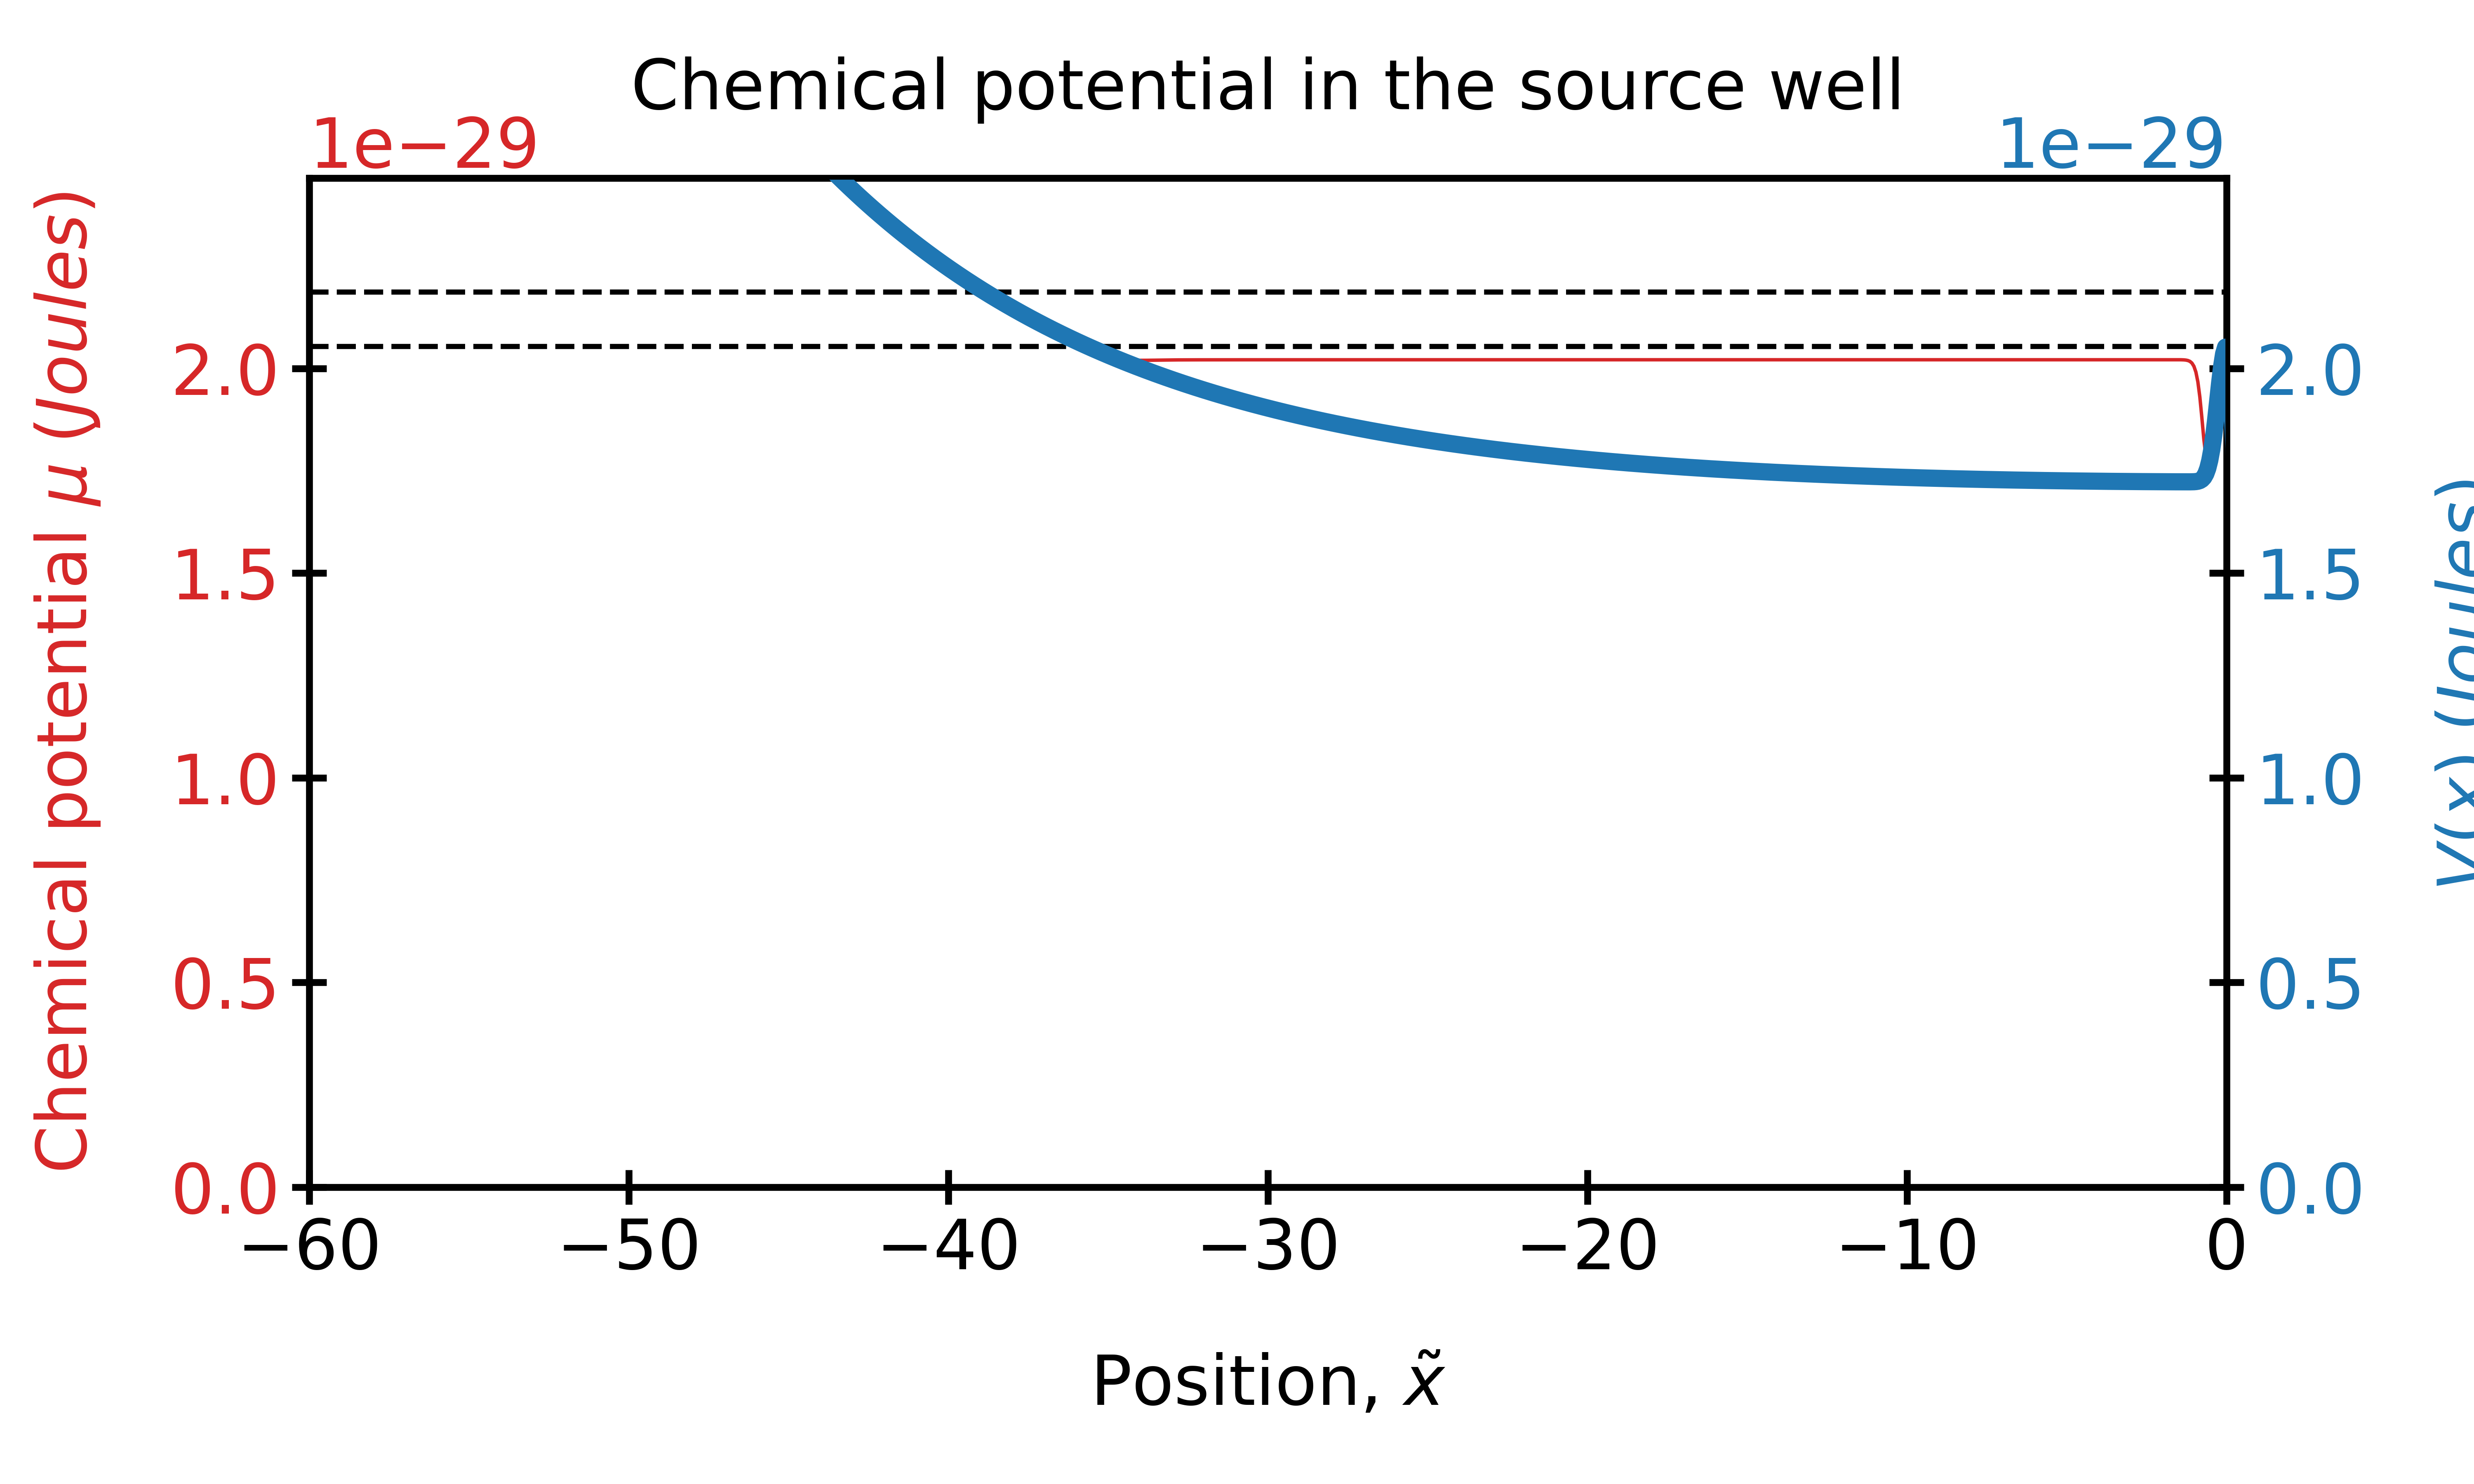 Chemical potential in the source well
1e−29
1e−29
Chemical potential μ (Joules)
2.0
1.5
1.0
0.5
0.0
2.0
1.5
1.0
0.5
0.0
V(x) (Joules)
−60
−50
−40
−30
−20
−10
0
Position, x̃